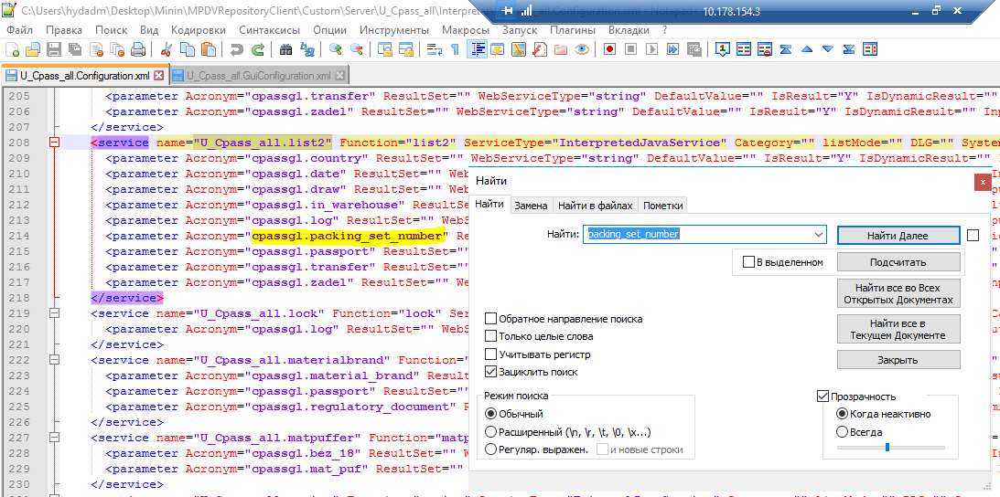 C:\Users\hydadm\Desktop\Minin\MPDVRepositoryClient\Custom\Server\U_Cpass_all\Interpre
10.178.154.3
Файл Правка Поиск Вид Кодировки Синтаксисы Опции Инструменты Макросы Запуск Плагины Вкладки ?
U_Cpass_all.Configuration.xml U_Cpass_all.GuiConfiguration.xml
205 <parameter Acronym="cpassgl.transfer" ResultSet="" WebServiceType="string" DefaultValue="" IsResult="Y" IsDynamicResult=""
206 <parameter Acronym="cpassgl.zadel" ResultSet="" WebServiceType="string" DefaultValue="" IsResult="Y" IsDynamicResult="" Inp
207 </service>
208 <service name="U_Cpass_all.list2" Function="list2" ServiceType="InterpretedJavaService" Category="" listMode="" DLG="" System
209 <parameter Acronym="cpassgl.country" ResultSet="" WebServiceType="string" DefaultValue="" IsResult="Y" IsDynamicResult="" I
210 <parameter Acronym="cpassgl.date" ResultSet="" Web
211 <parameter Acronym="cpassgl.draw" ResultSet="" Web
212 <parameter Acronym="cpassgl.in_warehouse" ResultSe
213 <parameter Acronym="cpassgl.log" ResultSet="" WebS
214 <parameter Acronym="cpassgl.packing_set_number" Re
215 <parameter Acronym="cpassgl.passport" ResultSet=""
216 <parameter Acronym="cpassgl.transfer" ResultSet=""
217 <parameter Acronym="cpassgl.zadel" ResultSet="" We
218 </service>
219 <service name="U_Cpass_all.lock" Function="lock" Ser
220 <parameter Acronym="cpassgl.log" ResultSet="" WebS
221 </service>
222 <service name="U_Cpass_all.materialbrand" Function="
223 <parameter Acronym="cpassgl.material_brand" Result
224 <parameter Acronym="cpassgl.passport" ResultSet=""
225 <parameter Acronym="cpassgl.regulatory_document" R
226 </service>
227 <service name="U_Cpass_all.matpuffer" Function="matp
228 <parameter Acronym="cpassgl.bez_18" ResultSet="" W
229 <parameter Acronym="cpassgl.mat_puf" ResultSet=""
230 </service>
Найти
x
Найти Замена Найти в файлах Пометки
Найти: packing_set_number Найти Далее
В выделенном Подсчитать
Найти все во Всех
Открытых Документах
Обратное направление поиска
Только целые слова
Найти все в
Текущем Документе
Учитывать регистр
Закрыть
Зациклить поиск
Режим поиска
Обычный
Расширенный (\n, \r, \t, \0, \x...)
Регуляр. выражен. и новые строки
Прозрачность
Когда неактивно
Всегда